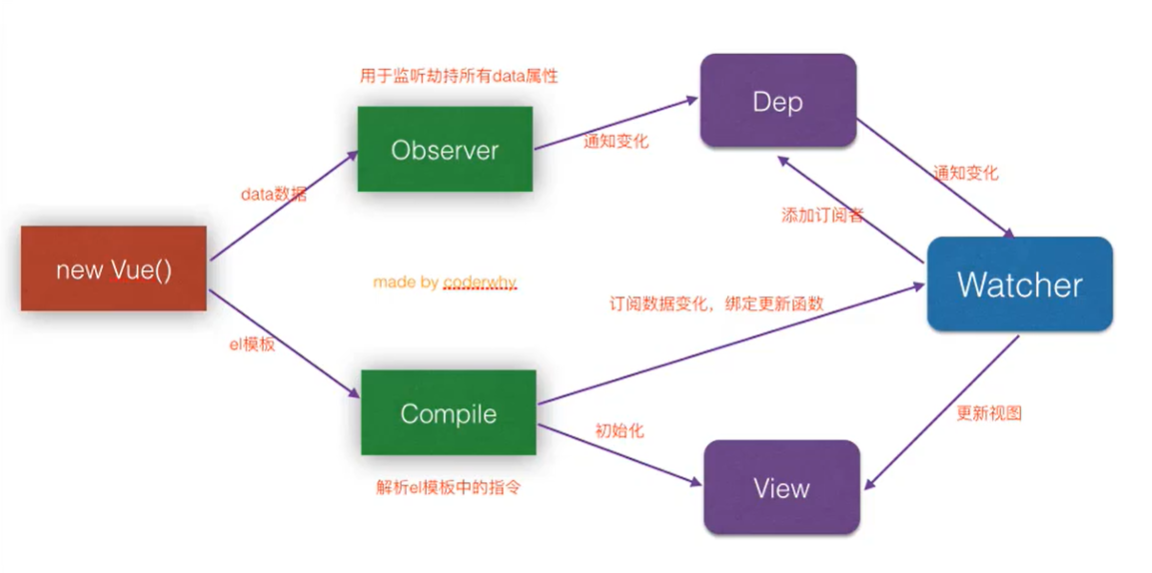 用于监听劫持所有data属性
Dep
Observer
通知变化
通知变化
data数据
添加订阅者
new Vue()
made by coderwhy
Watcher
订阅数据变化，绑定更新函数
el模板
Compile
初始化
更新视图
解析el模板中的指令
View